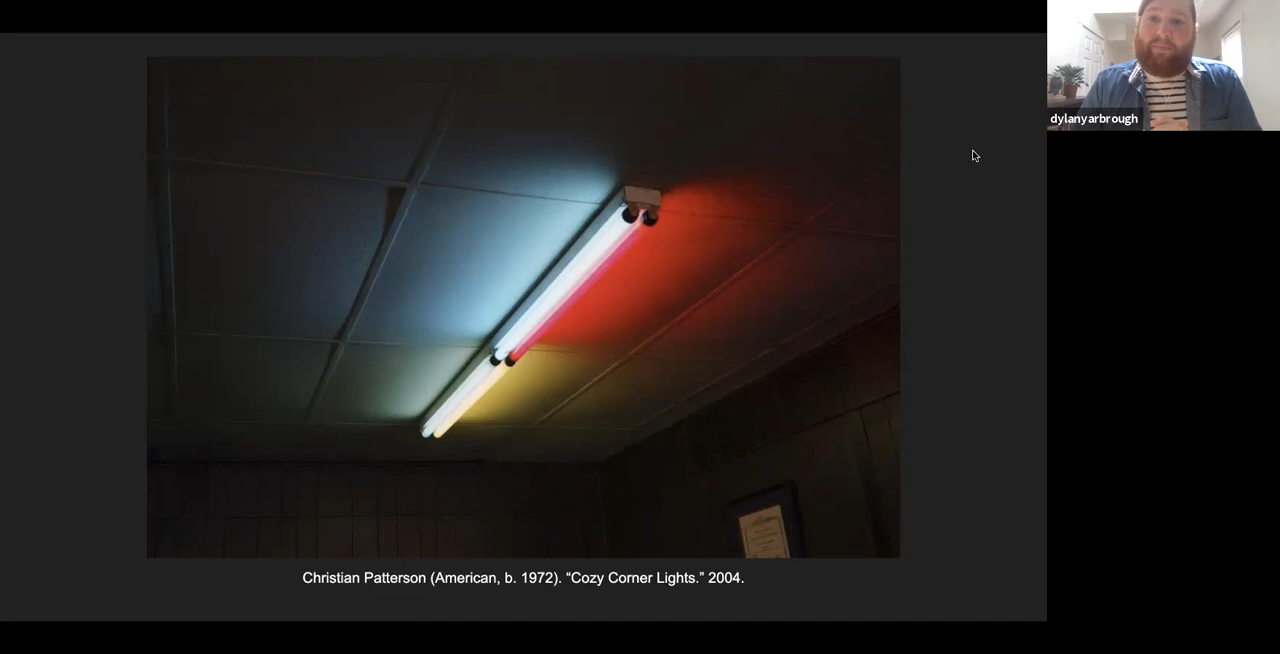 dylanyarbrough
Christian Patterson (American, b. 1972). “Cozy Corner Lights.” 2004.